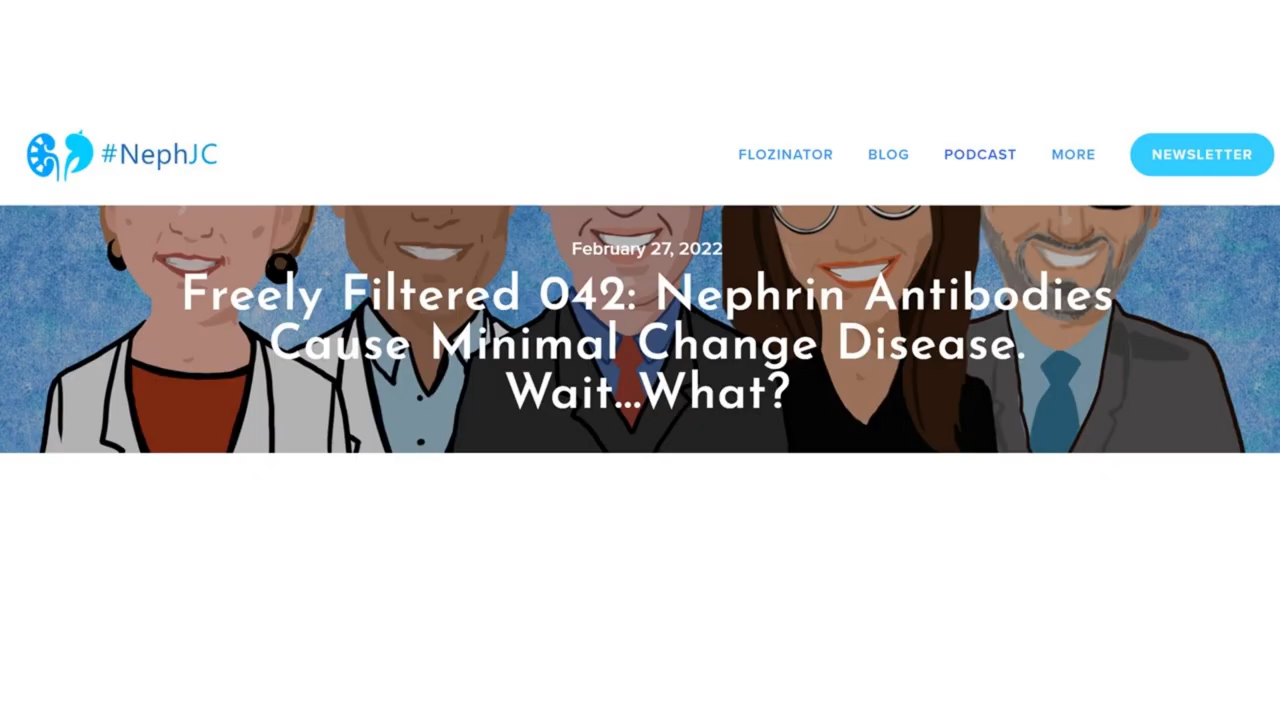 #NephJC
FLOZINATOR BLOG PODCAST MORE NEWSLETTER
February 27, 2022
Freely Filtered 042: Nephrin Antibodies
Cause Minimal Change Disease.
Wait...What?